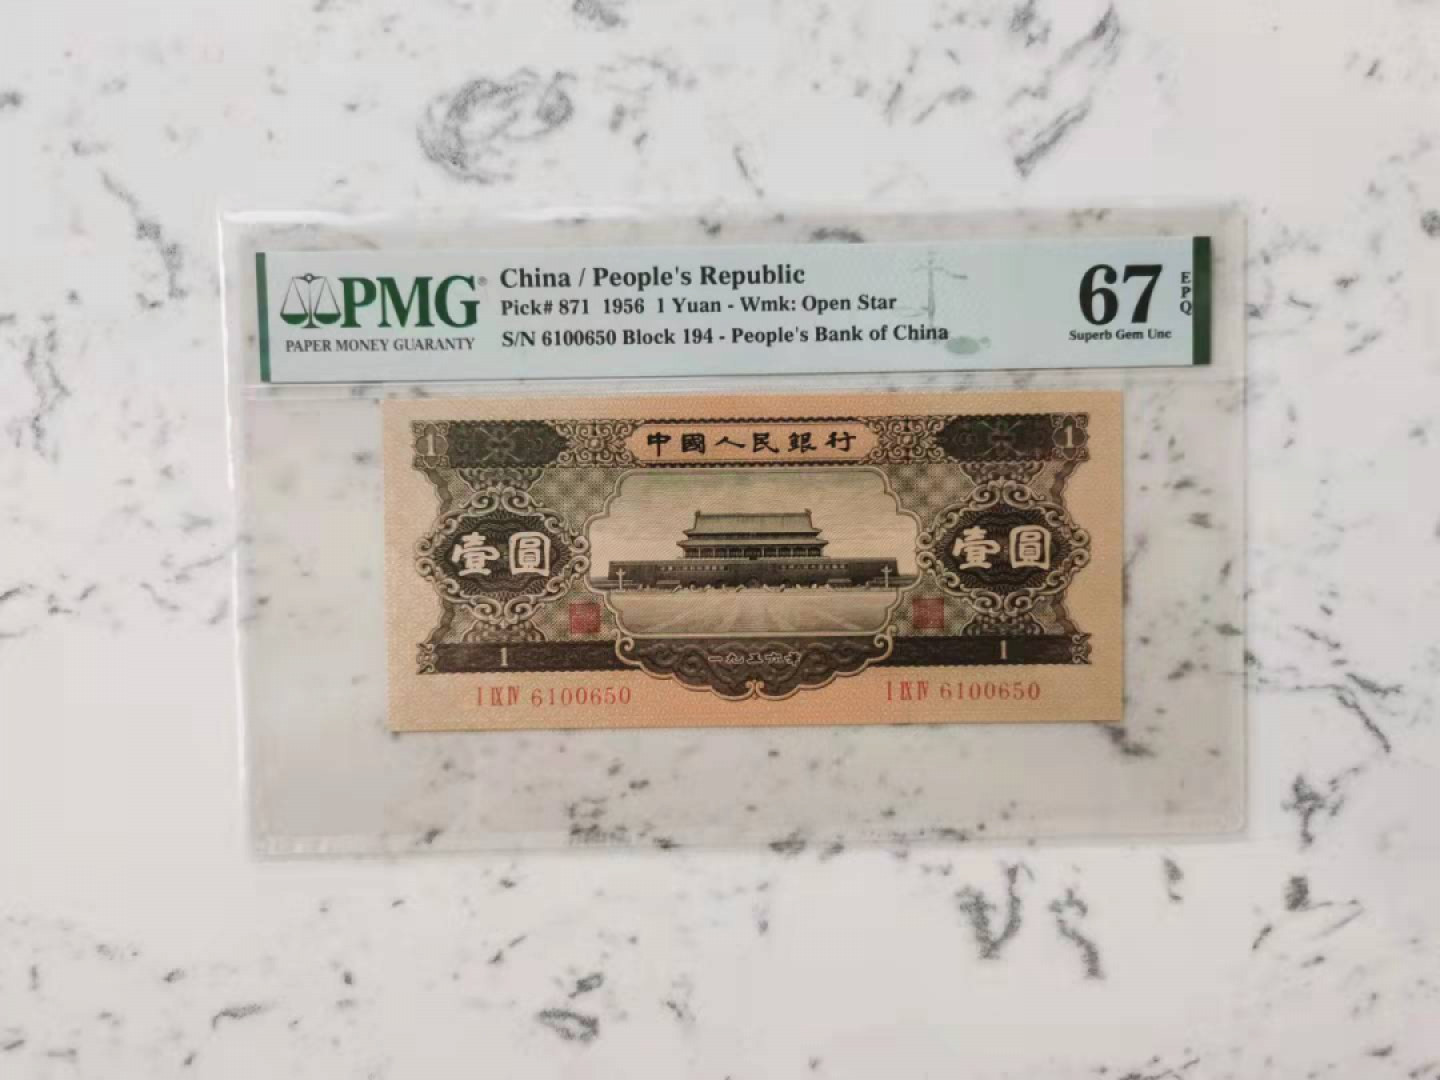 PMG
PAPER MONEY GUARANTY
China / People's Republic
Pick# 871 1956 1 Yuan - Wmk: Open Star
S/N 6100650 Block 194 - People's Bank of China
67
EPQ
Superb Gem Unc
中國人民銀行
1 1
壹圓 壹圓
1 一九五六年 1
I IX IV 6100650 I IX IV 6100650